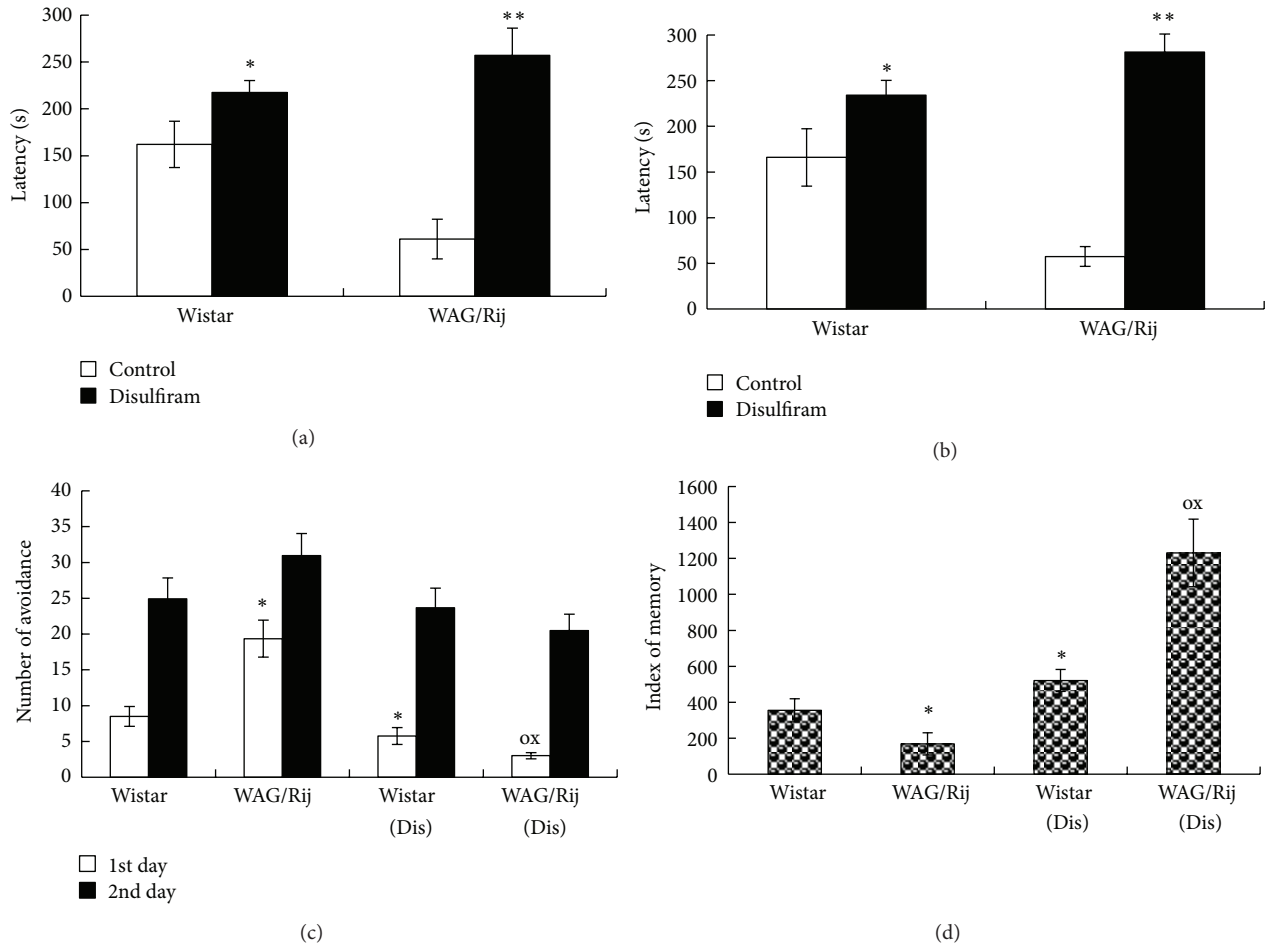 300
250
200
150
100
50
0
Latency (s)
*
**
Wistar
WAG/Rij
Control
Disulfiram
(a)
300
250
200
150
100
50
0
Latency (s)
*
**
Wistar
WAG/Rij
Control
Disulfiram
(b)
40
35
30
25
20
15
10
5
0
Number of avoidance
*
*
ox
Wistar
WAG/Rij
Wistar
(Dis)
WAG/Rij
(Dis)
1st day
2nd day
(c)
1600
1400
1200
1000
800
600
400
200
0
Index of memory
*
*
ox
Wistar
WAG/Rij
Wistar
(Dis)
WAG/Rij
(Dis)
(d)